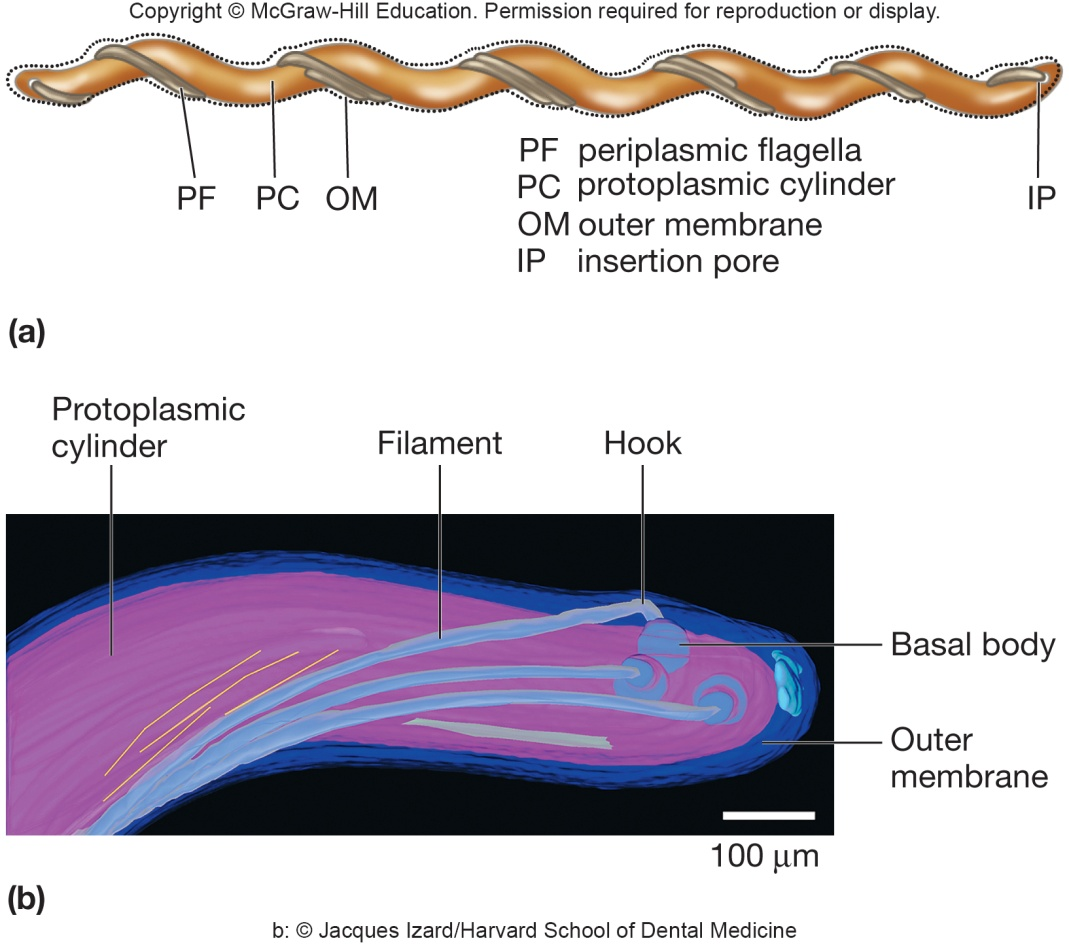 Copyright © McGraw-Hill Education. Permission required for reproduction or display.
PF PC OM
PF periplasmic flagella
PC protoplasmic cylinder
OM outer membrane
IP insertion pore
IP
(a)
Protoplasmic
cylinder
Filament
Hook
Basal body
Outer
membrane
100 μm
(b)
b: © Jacques Izard/Harvard School of Dental Medicine